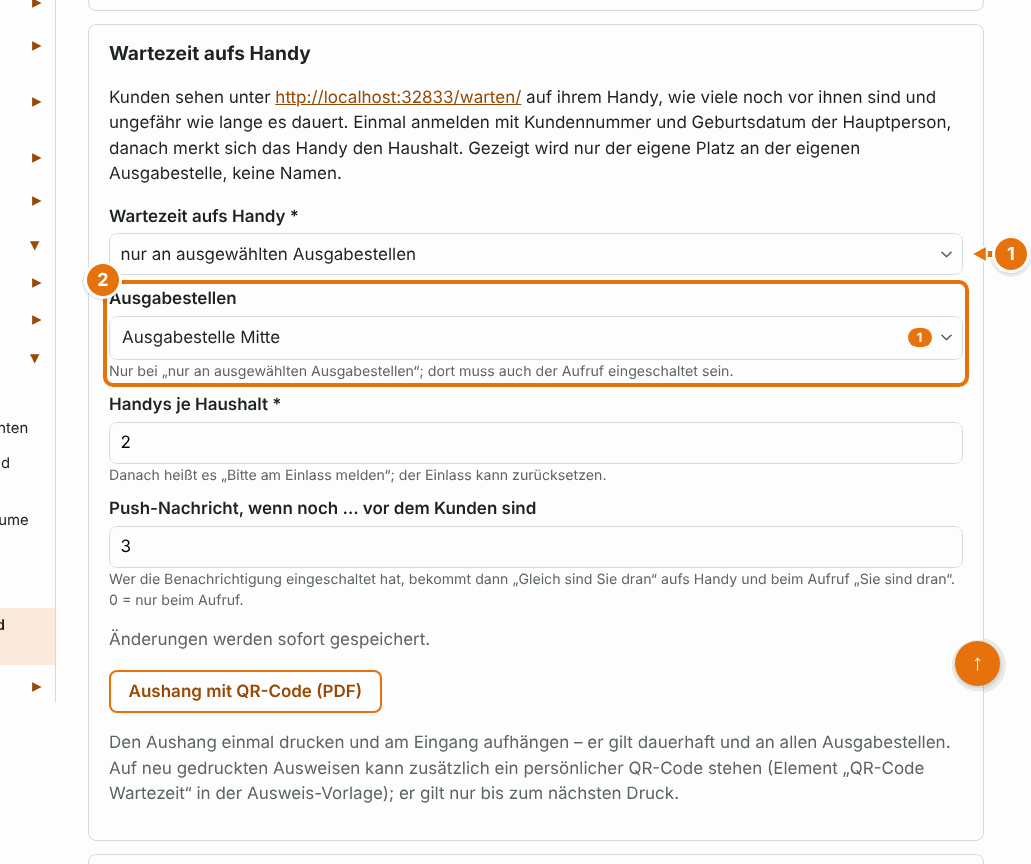 Wartezeit aufs Handy
Kunden sehen unter http://localhost:32833/warten/ auf ihrem Handy, wie viele noch vor ihnen sind und
ungefähr wie lange es dauert. Einmal anmelden mit Kundennummer und Geburtsdatum der Hauptperson,
danach merkt sich das Handy den Haushalt. Gezeigt wird nur der eigene Platz an der eigenen
Ausgabestelle, keine Namen.
Wartezeit aufs Handy *
nur an ausgewählten Ausgabestellen
1
2
Ausgabestellen
Ausgabestelle Mitte
1
Nur bei „nur an ausgewählten Ausgabestellen“; dort muss auch der Aufruf eingeschaltet sein.
Handys je Haushalt *
nten
2
d
Danach heißt es „Bitte am Einlass melden“; der Einlass kann zurücksetzen.
Push-Nachricht, wenn noch ... vor dem Kunden sind
ume
3
Wer die Benachrichtigung eingeschaltet hat, bekommt dann „Gleich sind Sie dran“ aufs Handy und beim Aufruf „Sie sind dran“.
0 = nur beim Aufruf.
d
Änderungen werden sofort gespeichert.
↑
Aushang mit QR-Code (PDF)
Den Aushang einmal drucken und am Eingang aufhängen – er gilt dauerhaft und an allen Ausgabestellen.
Auf neu gedruckten Ausweisen kann zusätzlich ein persönlicher QR-Code stehen (Element „QR-Code
Wartezeit“ in der Ausweis-Vorlage); er gilt nur bis zum nächsten Druck.